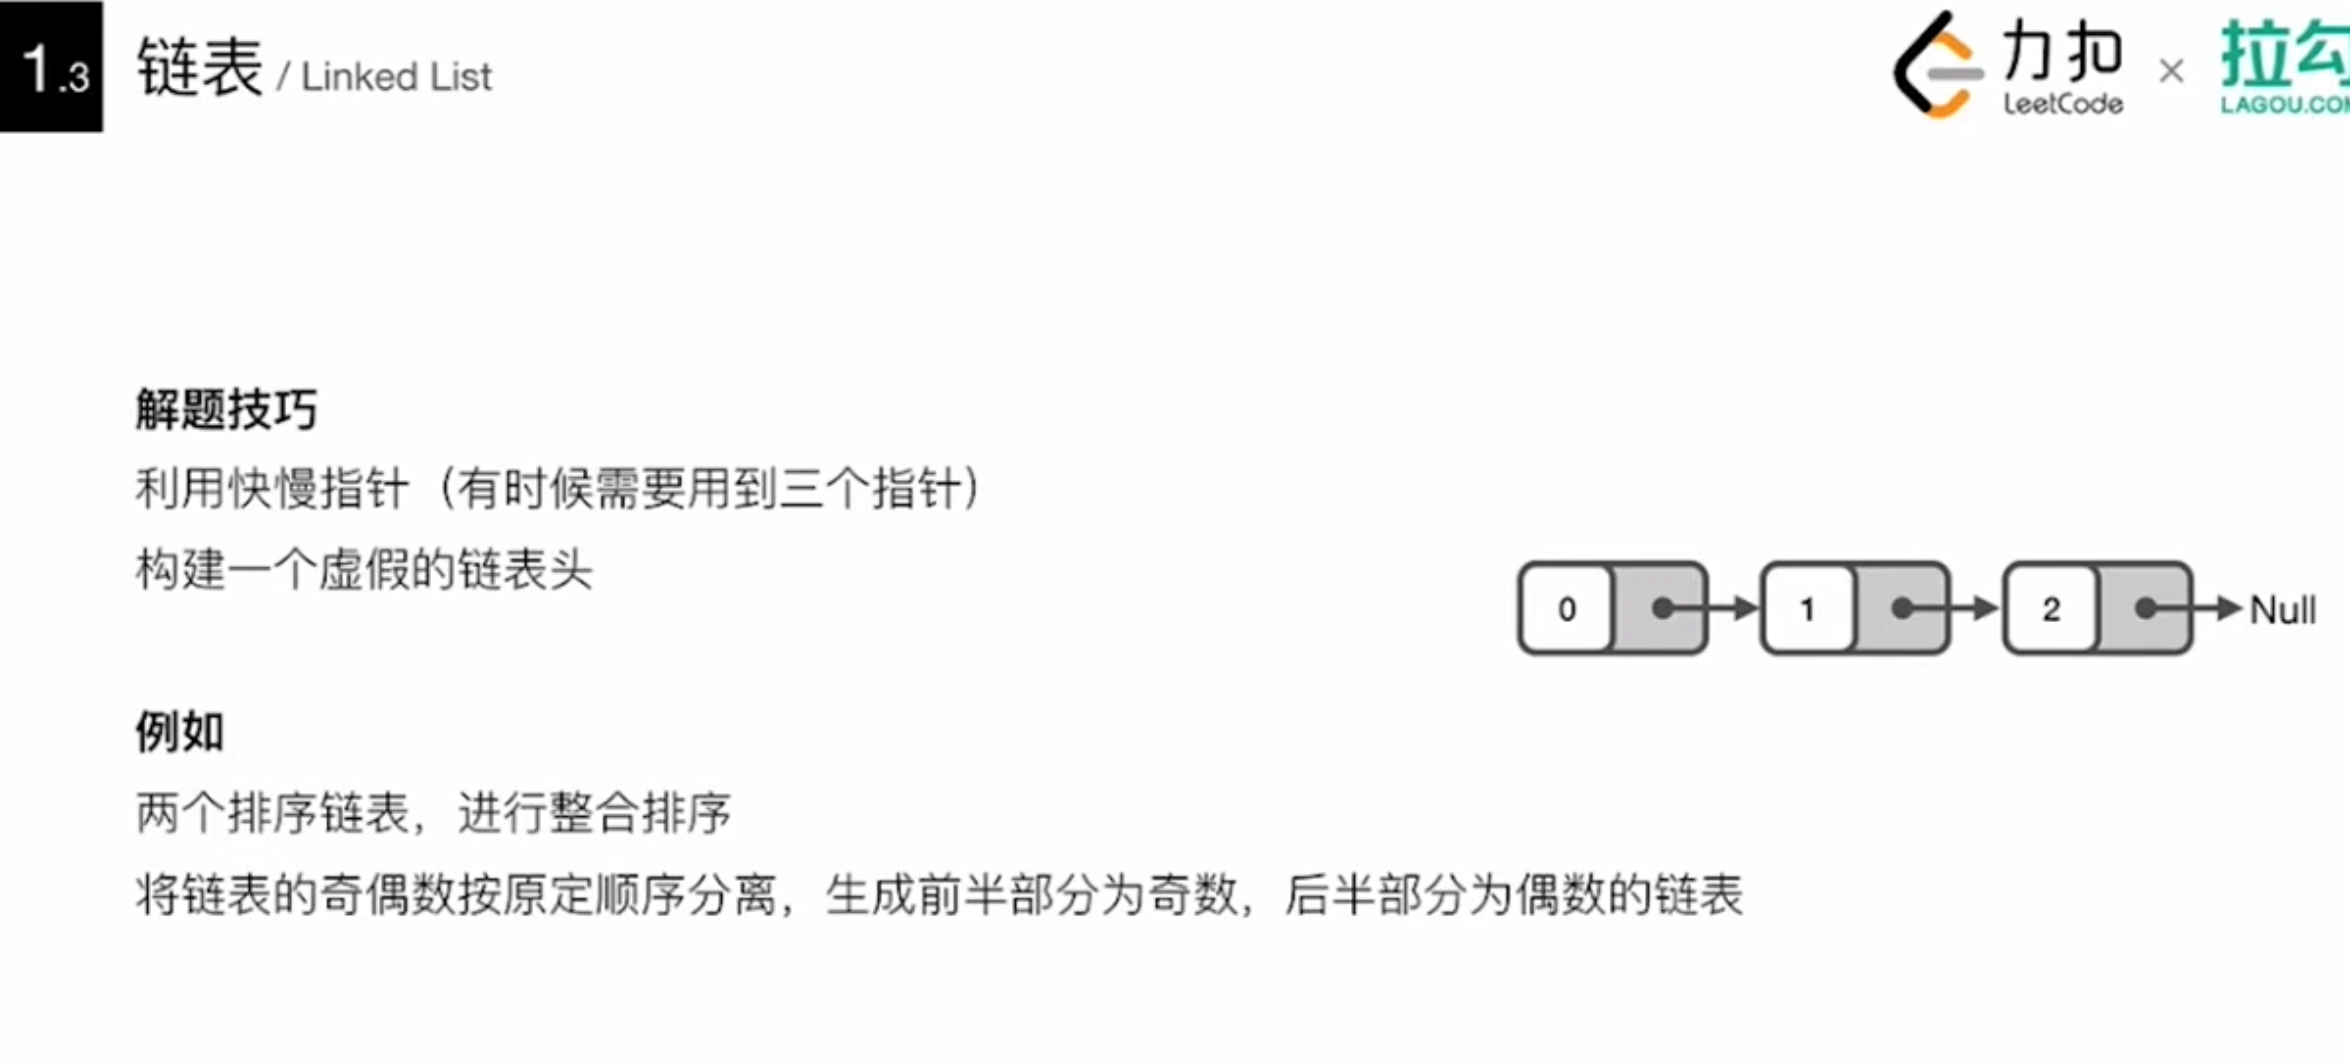 1.3 链表 / Linked List
力扣 LeetCode × 拉勾
LAGOU.COM
解题技巧
利用快慢指针（有时候需要用到三个指针）
构建一个虚假的链表头
0 1 2 Null
例如
两个排序链表，进行整合排序
将链表的奇偶数按原定顺序分离，生成前半部分为奇数，后半部分为偶数的链表